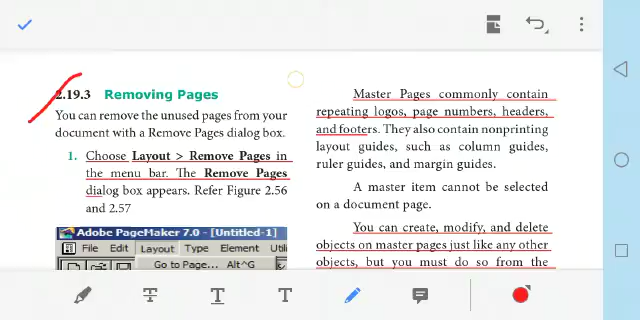 2.19.3 Removing Pages
You can remove the unused pages from your
document with a Remove Pages dialog box.
1. Choose Layout > Remove Pages in
the menu bar. The Remove Pages
dialog box appears. Refer Figure 2.56
and 2.57
Adobe PageMaker 7.0 - [Untitled-1]
File Edit Layout Type Element Utili
Go to Page... Alt^G
Master Pages commonly contain
repeating logos, page numbers, headers,
and footers. They also contain nonprinting
layout guides, such as column guides,
ruler guides, and margin guides.
A master item cannot be selected
on a document page.
You can create, modify, and delete
objects on master pages just like any other
objects, but you must do so from the
T T T